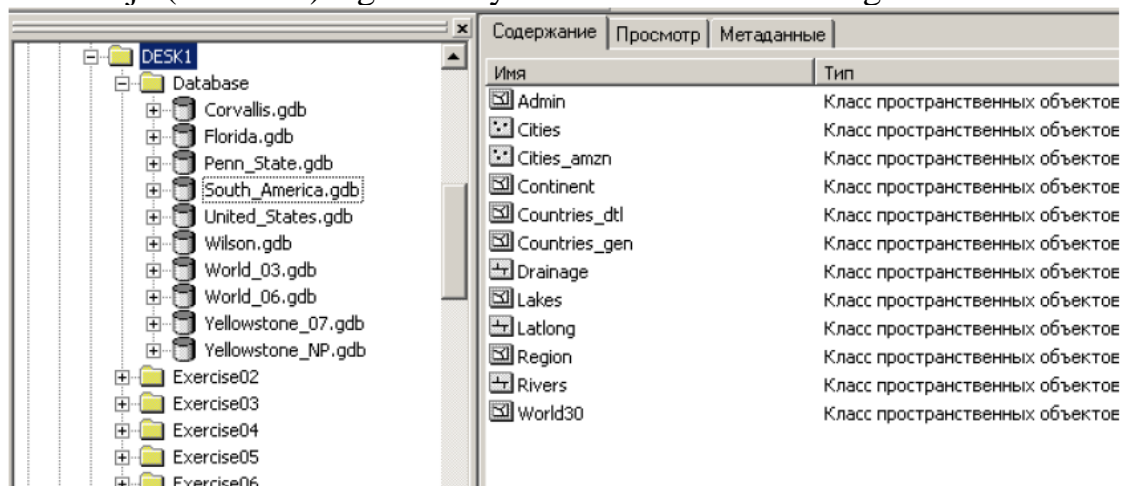 Содержание Просмотр Метаданные
DESK1
Database
Corvallis.gdb
Florida.gdb
Penn_State.gdb
South_America.gdb
United_States.gdb
Wilson.gdb
World_03.gdb
World_06.gdb
Yellowstone_07.gdb
Yellowstone_NP.gdb
Exercise02
Exercise03
Exercise04
Exercise05
Exercise06
Имя Тип
Admin Класс пространственных объектов
Cities Класс пространственных объектов
Cities_amzn Класс пространственных объектов
Continent Класс пространственных объектов
Countries_dtl Класс пространственных объектов
Countries_gen Класс пространственных объектов
Drainage Класс пространственных объектов
Lakes Класс пространственных объектов
Latlong Класс пространственных объектов
Region Класс пространственных объектов
Rivers Класс пространственных объектов
World30 Класс пространственных объектов